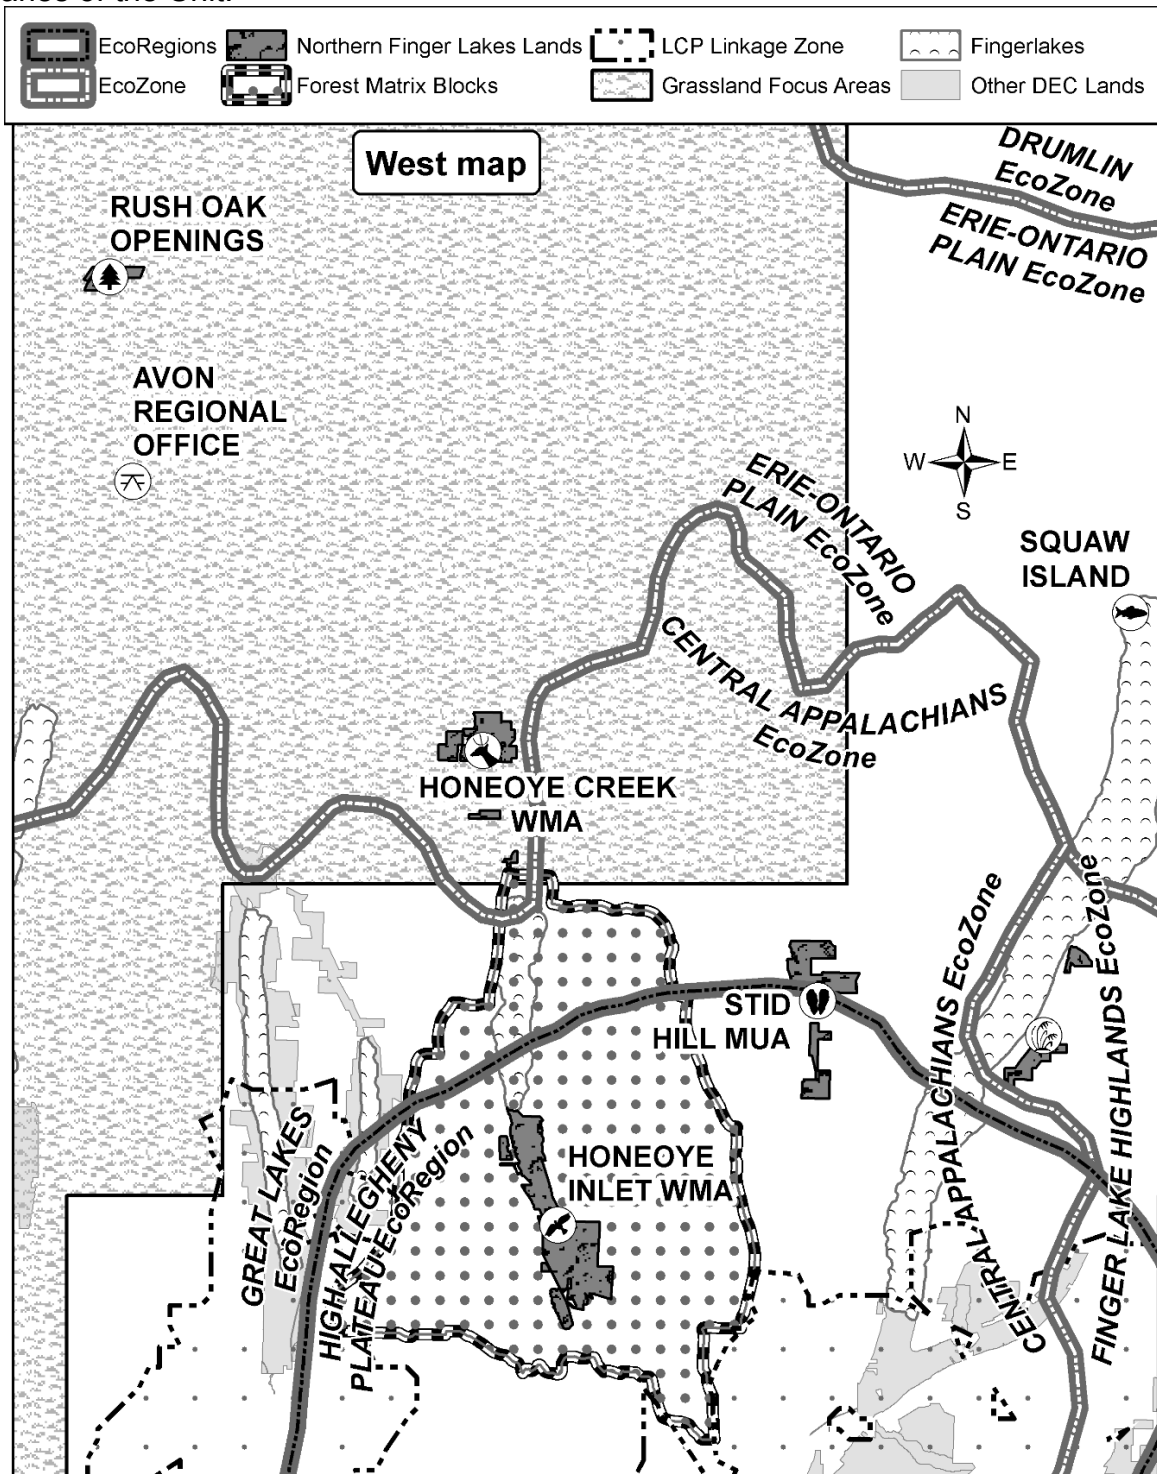 EcoRegions
Northern Finger Lakes Lands
LCP Linkage Zone
Fingerlakes
EcoZone
Forest Matrix Blocks
Grassland Focus Areas
Other DEC Lands
West map
DRUMLIN
EcoZone
ERIE-ONTARIO
PLAIN EcoZone
RUSH OAK
OPENINGS
AVON
REGIONAL
OFFICE
N
W
E
S
ERIE-ONTARIO
PLAIN EcoZone
SQUAW
ISLAND
CENTRAL APPALACHIANS
EcoZone
HONEOYE CREEK
WMA
STID
HILL MUA
CENTRAL APPALACHIANS EcoZone
FINGER LAKE HIGHLANDS EcoZone
GREAT LAKES
EcoRegion
HIGH ALLEGHENY
PLATEAU EcoRegion
HONEOYE
INLET WMA